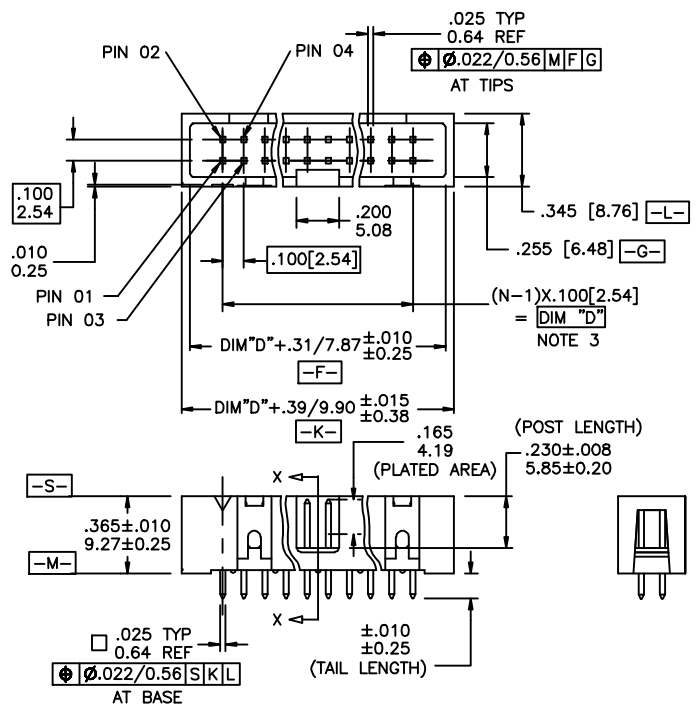 .025 TYP
0.64 REF
⌖ Ø.022/0.56 M F G
AT TIPS
PIN 02
PIN 04
.100
2.54
.010
0.25
PIN 01
PIN 03
.200
5.08
.100[2.54]
.345 [8.76] -L-
.255 [6.48] -G-
(N-1)X.100[2.54]
= DIM "D"
NOTE 3
DIM"D"+.31/7.87 ±.010
±0.25
-F-
DIM"D"+.39/9.90 ±.015
±0.38
-K-
.165
4.19
(PLATED AREA)
(POST LENGTH)
.230±.008
5.85±0.20
-S-
X
.365±.010
9.27±0.25
-M-
X
□ .025 TYP
0.64 REF
⌖ Ø.022/0.56 S K L
AT BASE
±.010
±0.25
(TAIL LENGTH)